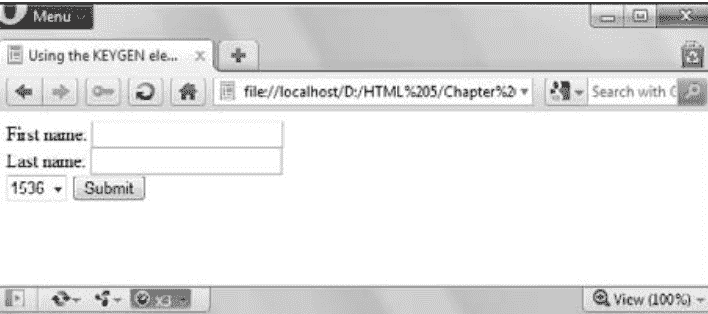 Menu
Using the KEYGEN ele... x
file://localhost/D:/HTML%205/Chapter%2 Search with
First name:
Last name:
1536 Submit
x3 View (100%)